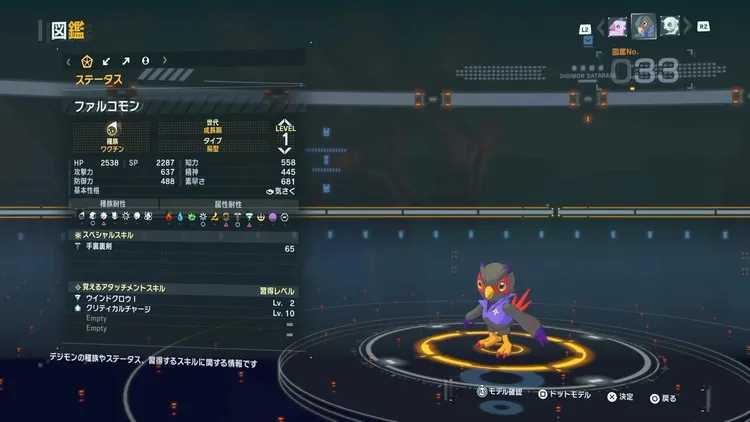 図鑑
L2
R2
図鑑No.
DIGIMON DATABASE
033
ステータス
ファルコモン
種族
ワクチン
世代
成長期
タイプ
鳥型
LEVEL
1
HP 2538 SP 2287 知力 558
攻撃力 637 精神 445
防御力 488 素早さ 681
基本性格 気さく
種族耐性 属性耐性
スペシャルスキル
手裏裏剣 65
覚えるアタッチメントスキル 習得レベル
ウインドクロウI Lv. 2
クリティカルチャージ Lv. 10
Empty
Empty
デジモンの種族やステータス、習得するスキルに関する情報です
モデル確認 ドットモデル 決定 戻る